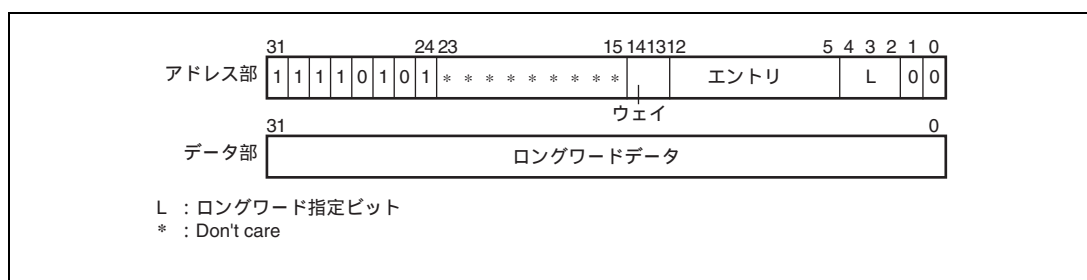 31 24 23 15 14 13 12 5 4 3 2 1 0
アドレス部 1 1 1 1 0 1 0 1 * * * * * * * * * エントリ L 0 0
ウェイ
31 0
データ部 ロングワードデータ
L ：ロングワード指定ビット
* ：Don't care